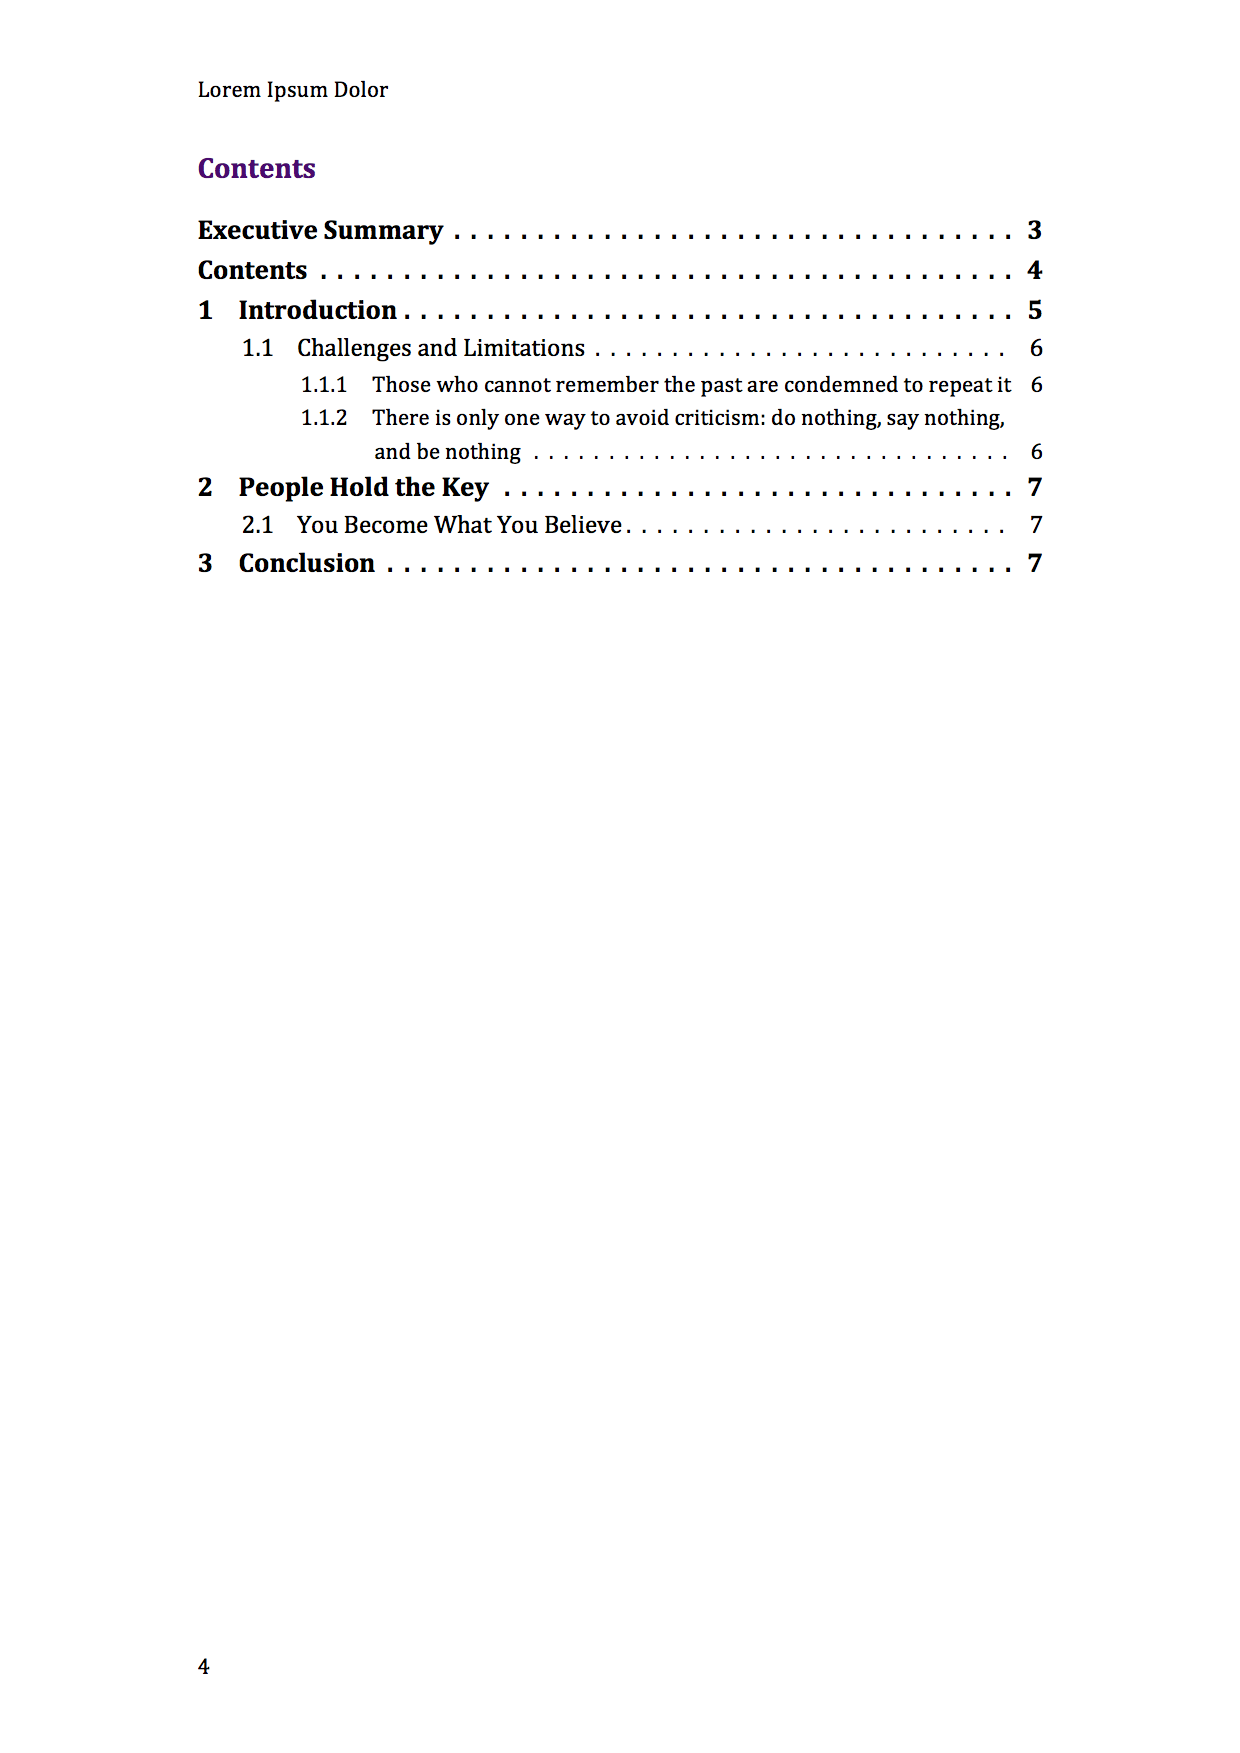 Lorem Ipsum Dolor
Contents
Executive Summary . . . . . . . . . . . . . . . . . . . . . . . . . . . . . . . . . . 3
Contents . . . . . . . . . . . . . . . . . . . . . . . . . . . . . . . . . . . . . . . . . . 4
1 Introduction . . . . . . . . . . . . . . . . . . . . . . . . . . . . . . . . . . . . . 5
1.1 Challenges and Limitations . . . . . . . . . . . . . . . . . . . . . . . . . . . 6
1.1.1 Those who cannot remember the past are condemned to repeat it 6
1.1.2 There is only one way to avoid criticism: do nothing, say nothing,
and be nothing . . . . . . . . . . . . . . . . . . . . . . . . . . . . . . . . 6
2 People Hold the Key . . . . . . . . . . . . . . . . . . . . . . . . . . . . . . . 7
2.1 You Become What You Believe . . . . . . . . . . . . . . . . . . . . . . . . . 7
3 Conclusion . . . . . . . . . . . . . . . . . . . . . . . . . . . . . . . . . . . . . . 7
4